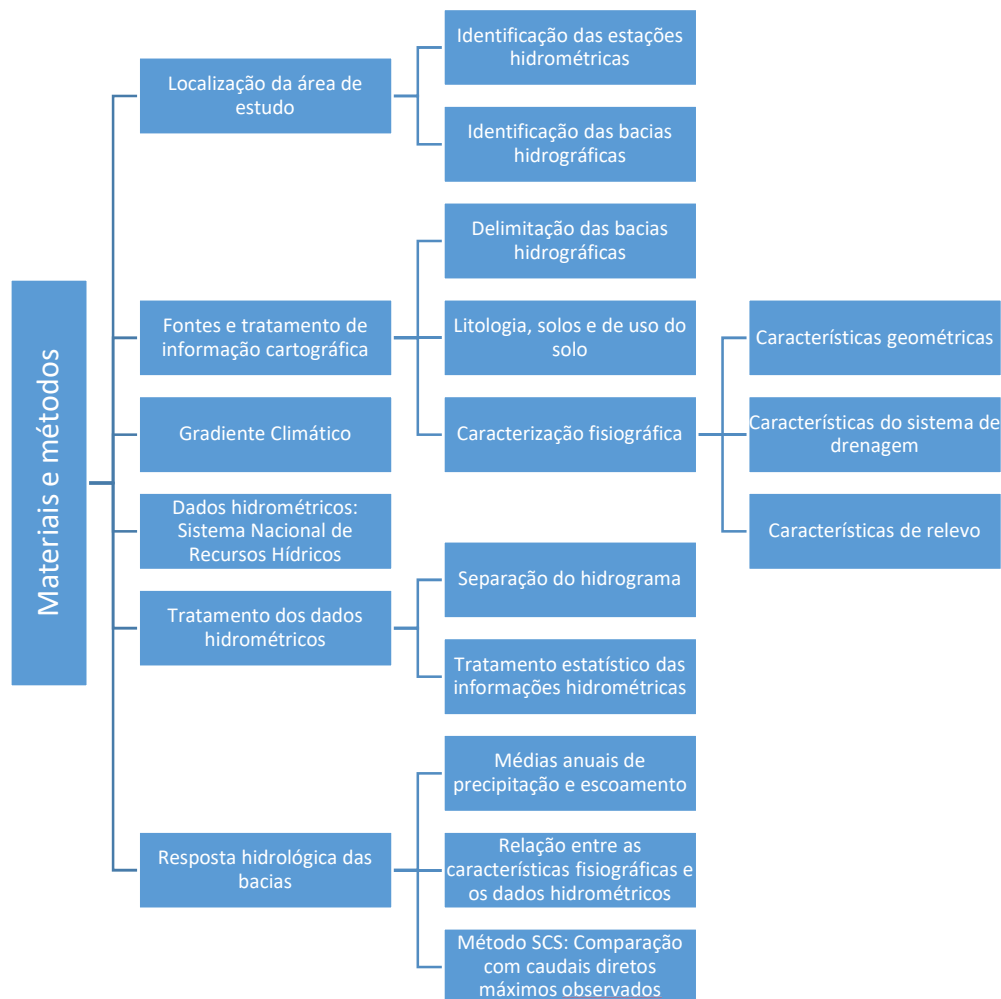 Materiais e métodos
Localização da área de
estudo
Identificação das estações
hidrométricas
Identificação das bacias
hidrográficas
Fontes e tratamento de
informação cartográfica
Delimitação das bacias
hidrográficas
Litologia, solos e de uso do
solo
Caracterização fisiográfica
Características geométricas
Características do sistema de
drenagem
Características de relevo
Gradiente Climático
Dados hidrométricos:
Sistema Nacional de
Recursos Hídricos
Tratamento dos dados
hidrométricos
Separação do hidrograma
Tratamento estatístico das
informações hidrométricas
Resposta hidrológica das
bacias
Médias anuais de
precipitação e escoamento
Relação entre as
características fisiográficas e
os dados hidrométricos
Método SCS: Comparação
com caudais diretos
máximos observados